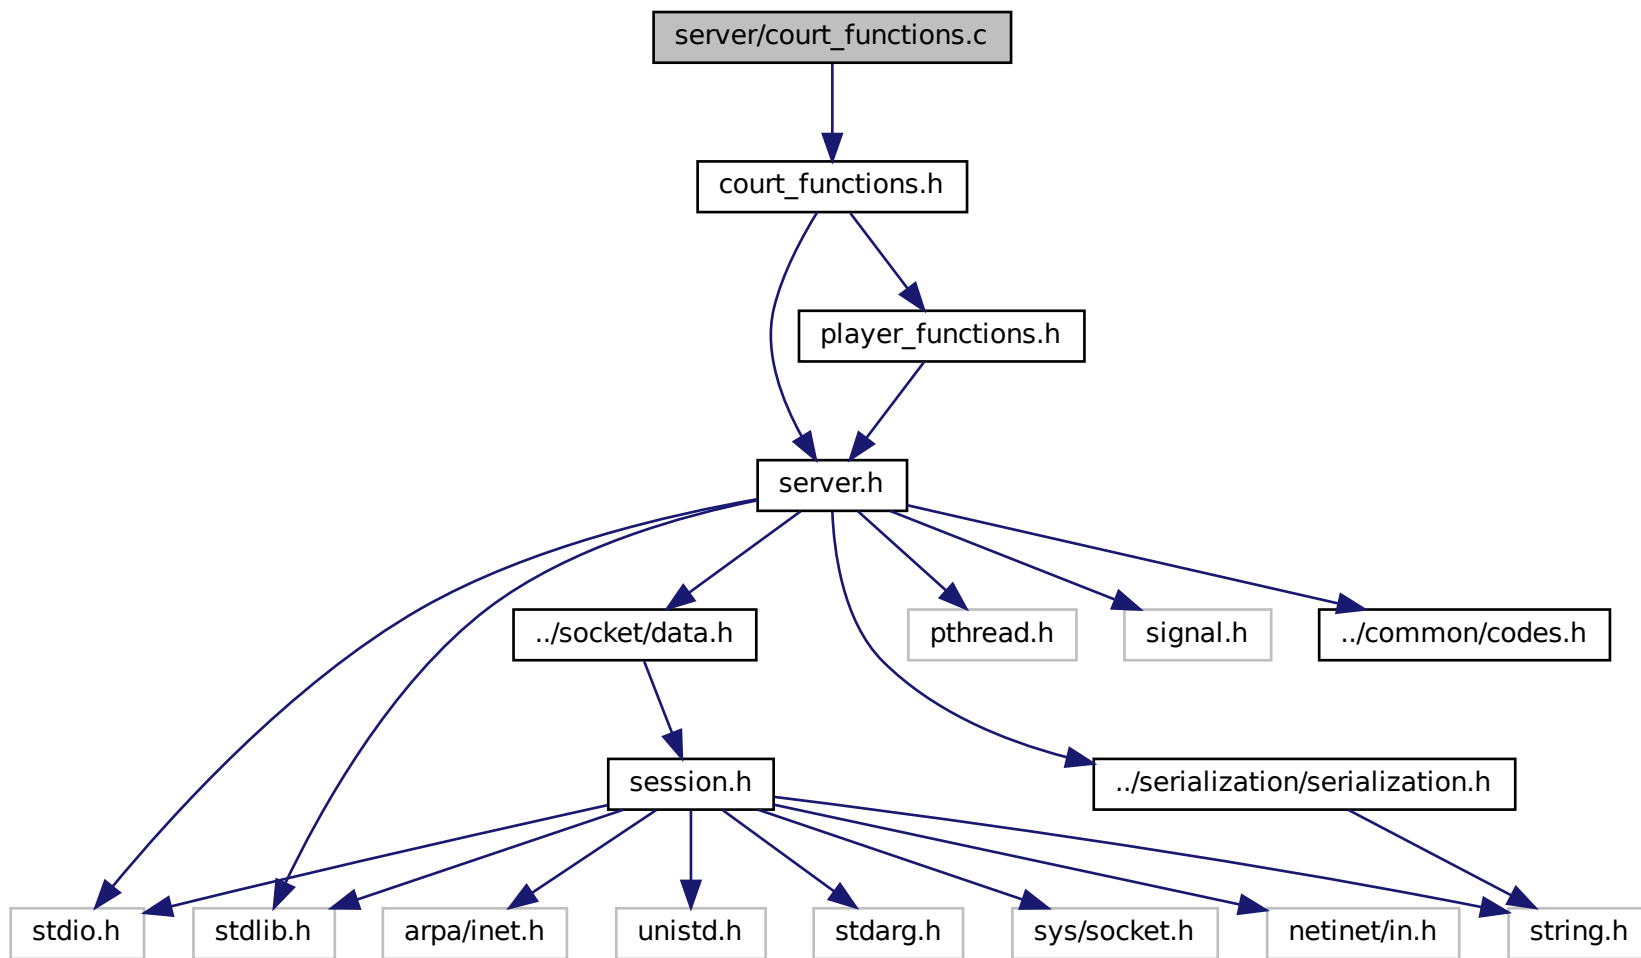 server/court_functions.c
court_functions.h
player_functions.h
server.h
../socket/data.h
pthread.h
signal.h
../common/codes.h
session.h
../serialization/serialization.h
stdio.h
stdlib.h
arpa/inet.h
unistd.h
stdarg.h
sys/socket.h
netinet/in.h
string.h